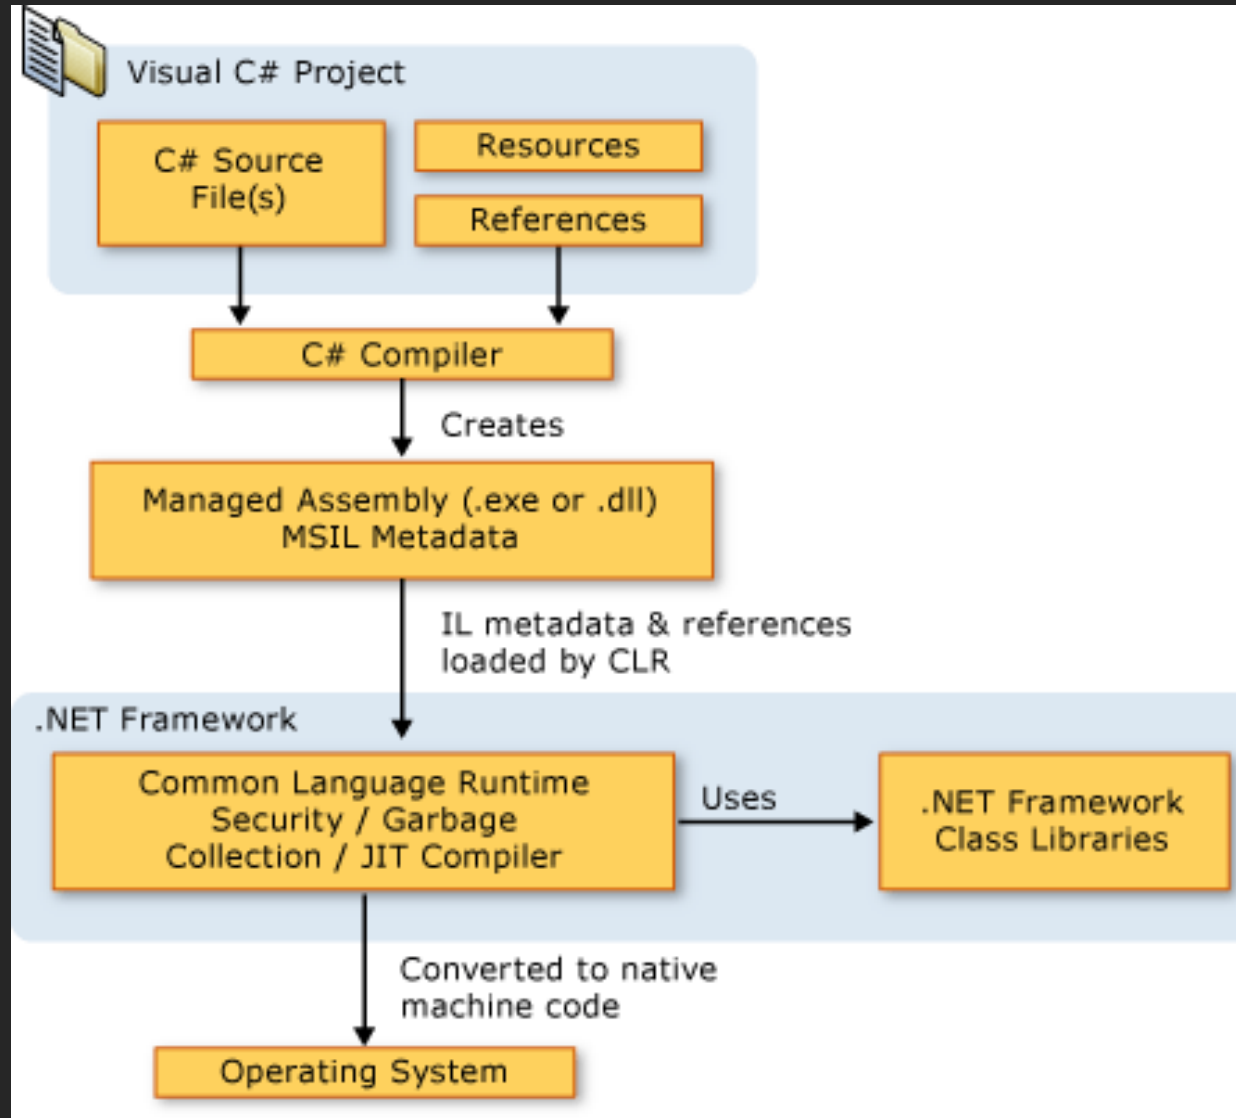 Visual C# Project
C# Source
File(s)
Resources
References
C# Compiler
Creates
Managed Assembly (.exe or .dll)
MSIL Metadata
IL metadata & references
loaded by CLR
.NET Framework
Common Language Runtime
Security / Garbage
Collection / JIT Compiler
Uses
.NET Framework
Class Libraries
Converted to native
machine code
Operating System